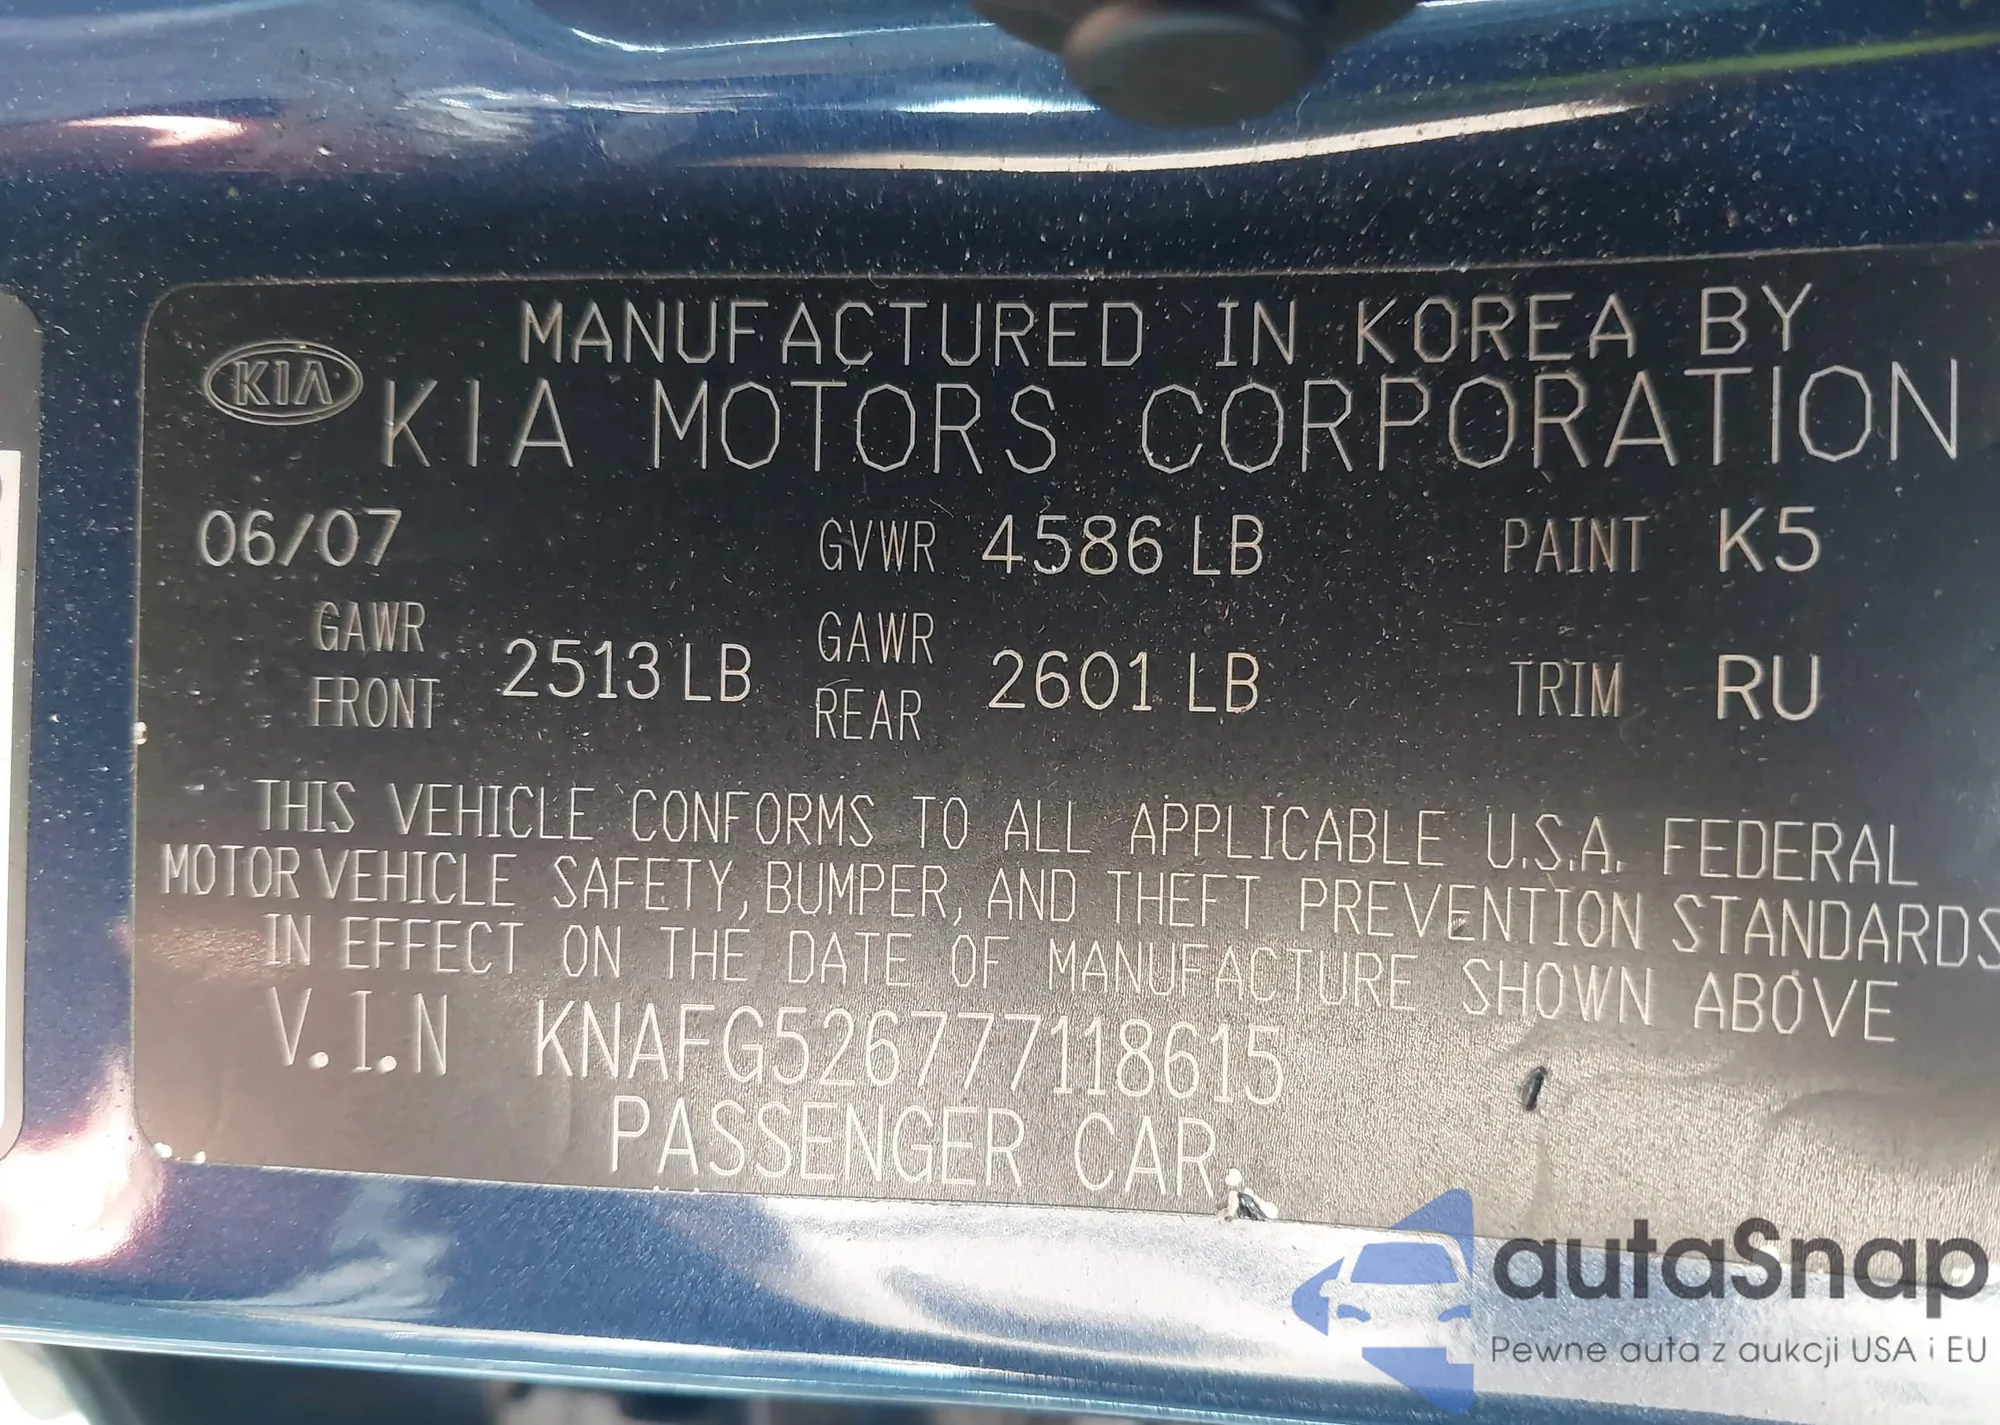 MANUFACTURED IN KOREA BY
KIA KIA MOTORS CORPORATION
06/07 GVWR 4586 LB PAINT K5
GAWR FRONT 2513 LB GAWR REAR 2601 LB TRIM RU
THIS VEHICLE CONFORMS TO ALL APPLICABLE U.S.A. FEDERAL
MOTOR VEHICLE SAFETY, BUMPER, AND THEFT PREVENTION STANDARDS
IN EFFECT ON THE DATE OF MANUFACTURE SHOWN ABOVE
V.I.N KNAFG526777118615
PASSENGER CAR
autaSnap
Pewne auta z aukcji USA i EU